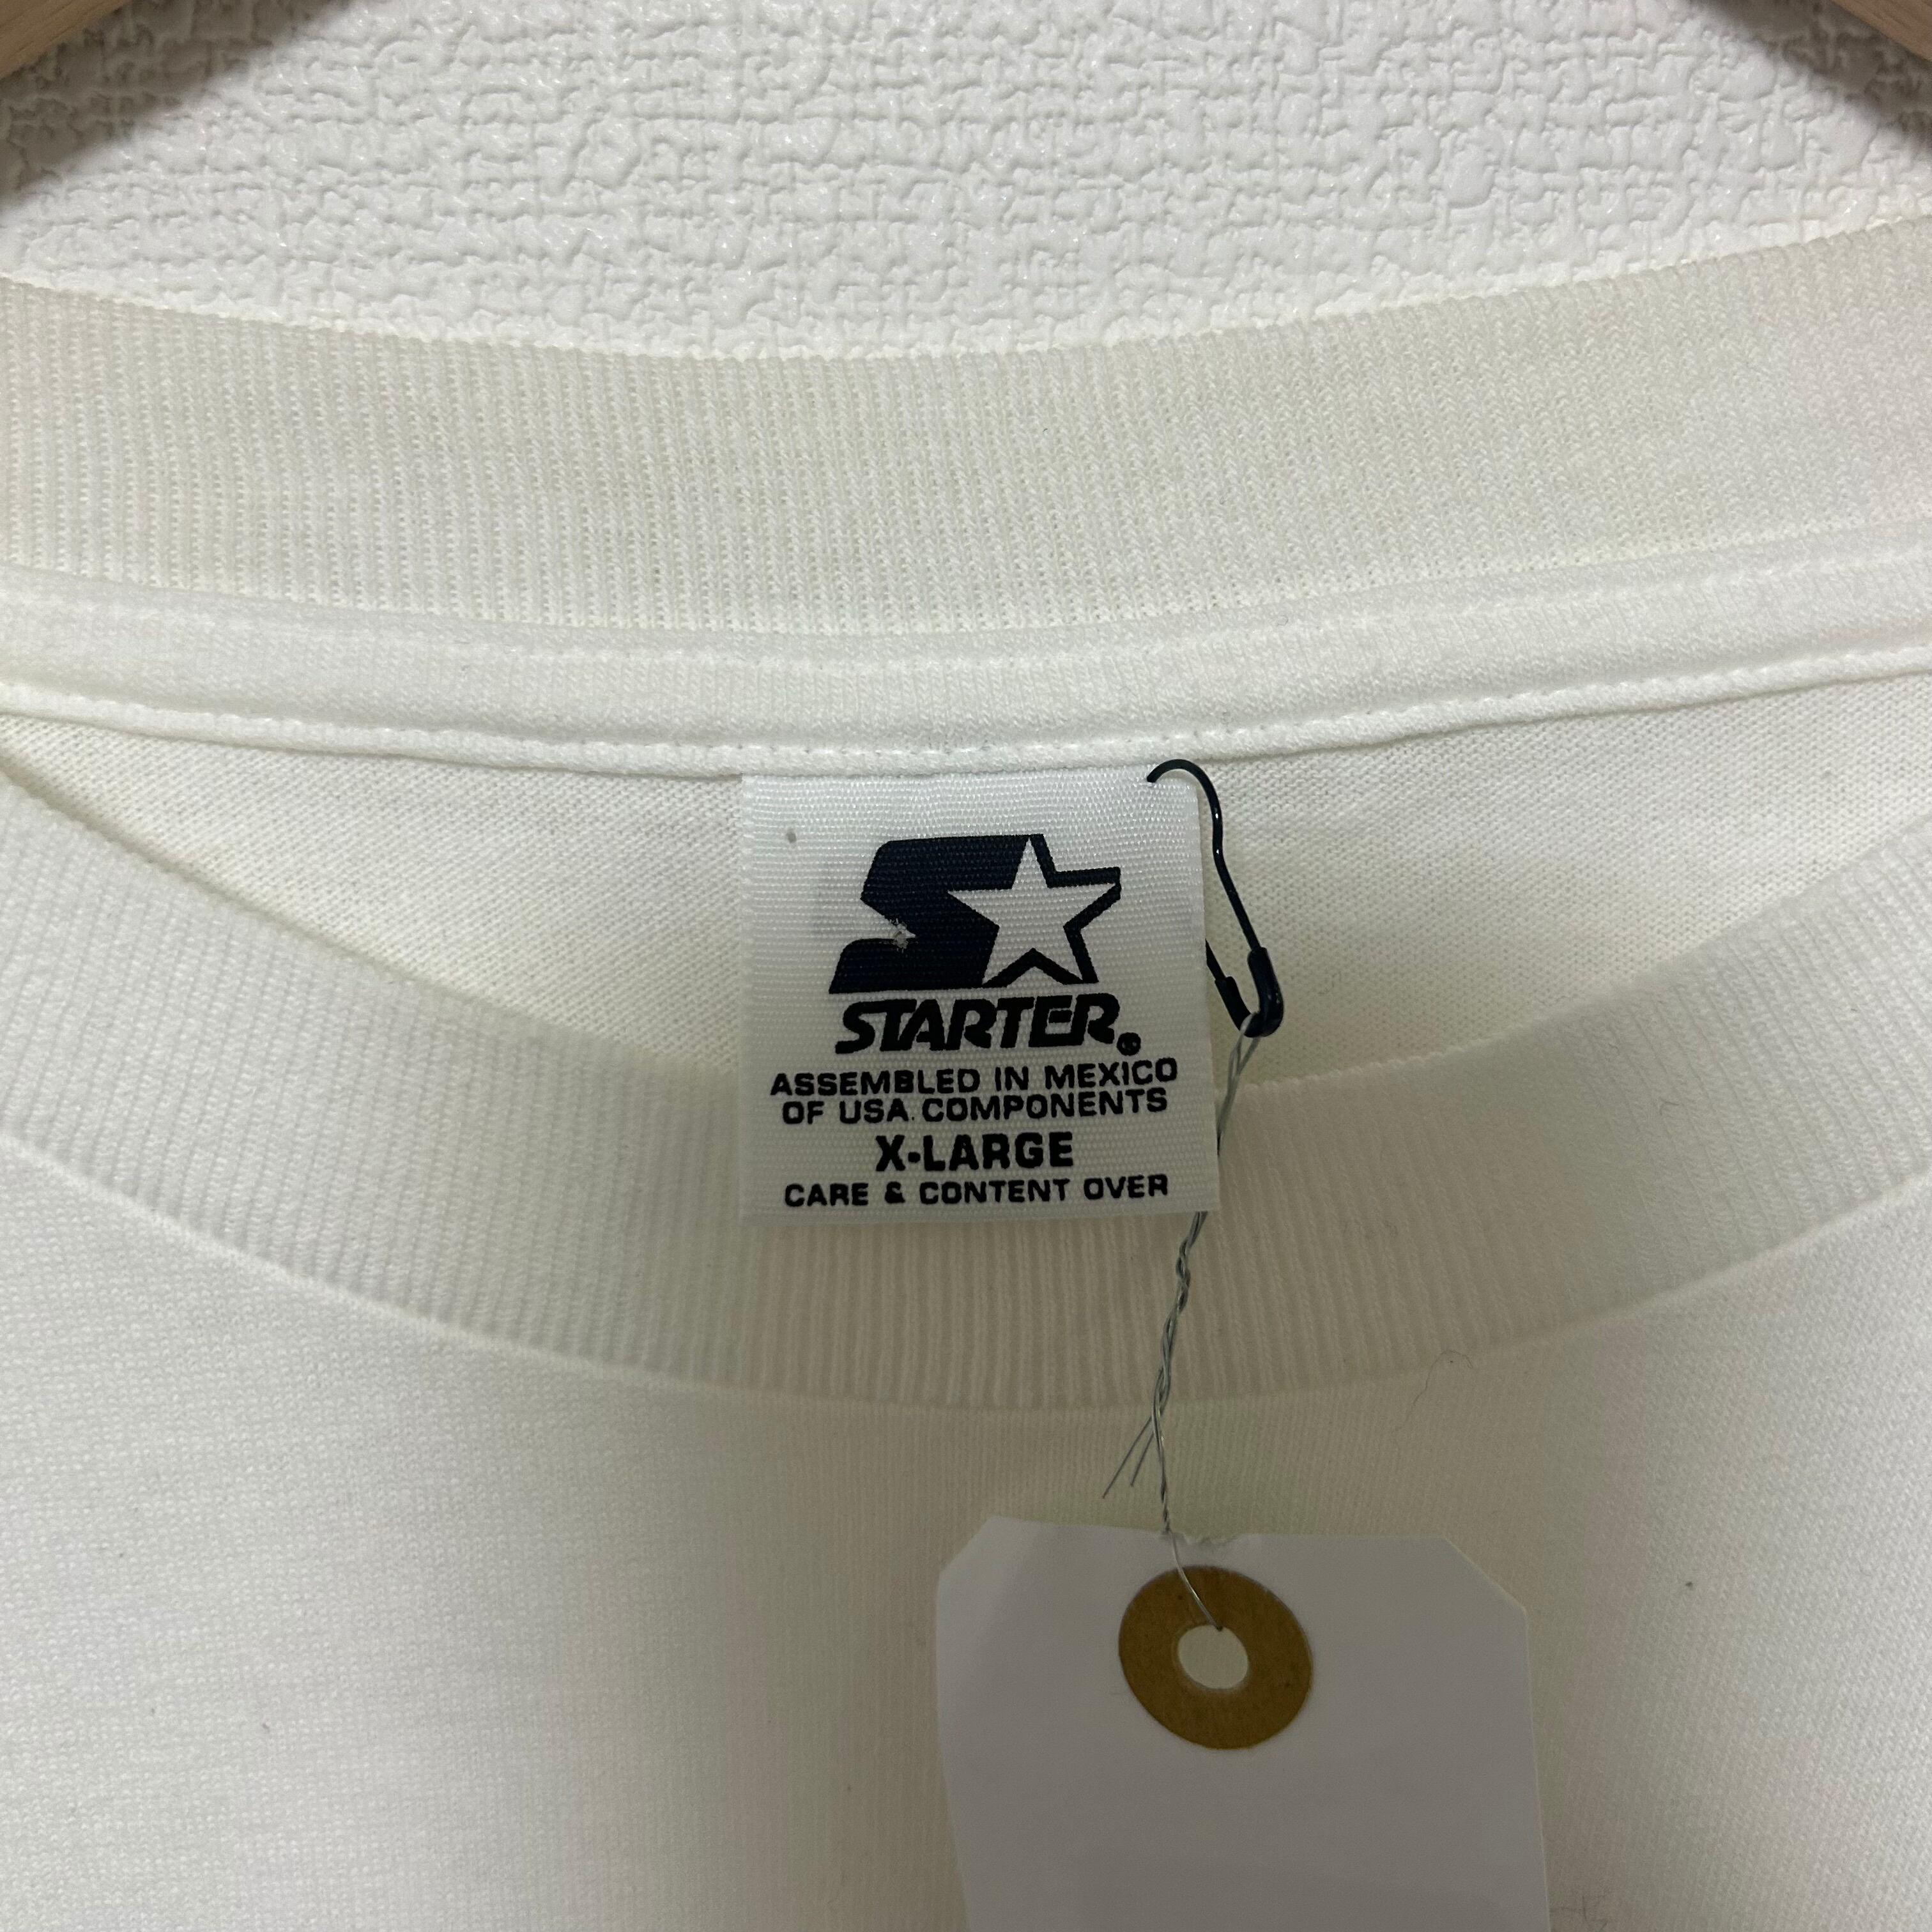 STARTER®
ASSEMBLED IN MEXICO
OF USA COMPONENTS
X-LARGE
CARE & CONTENT OVER